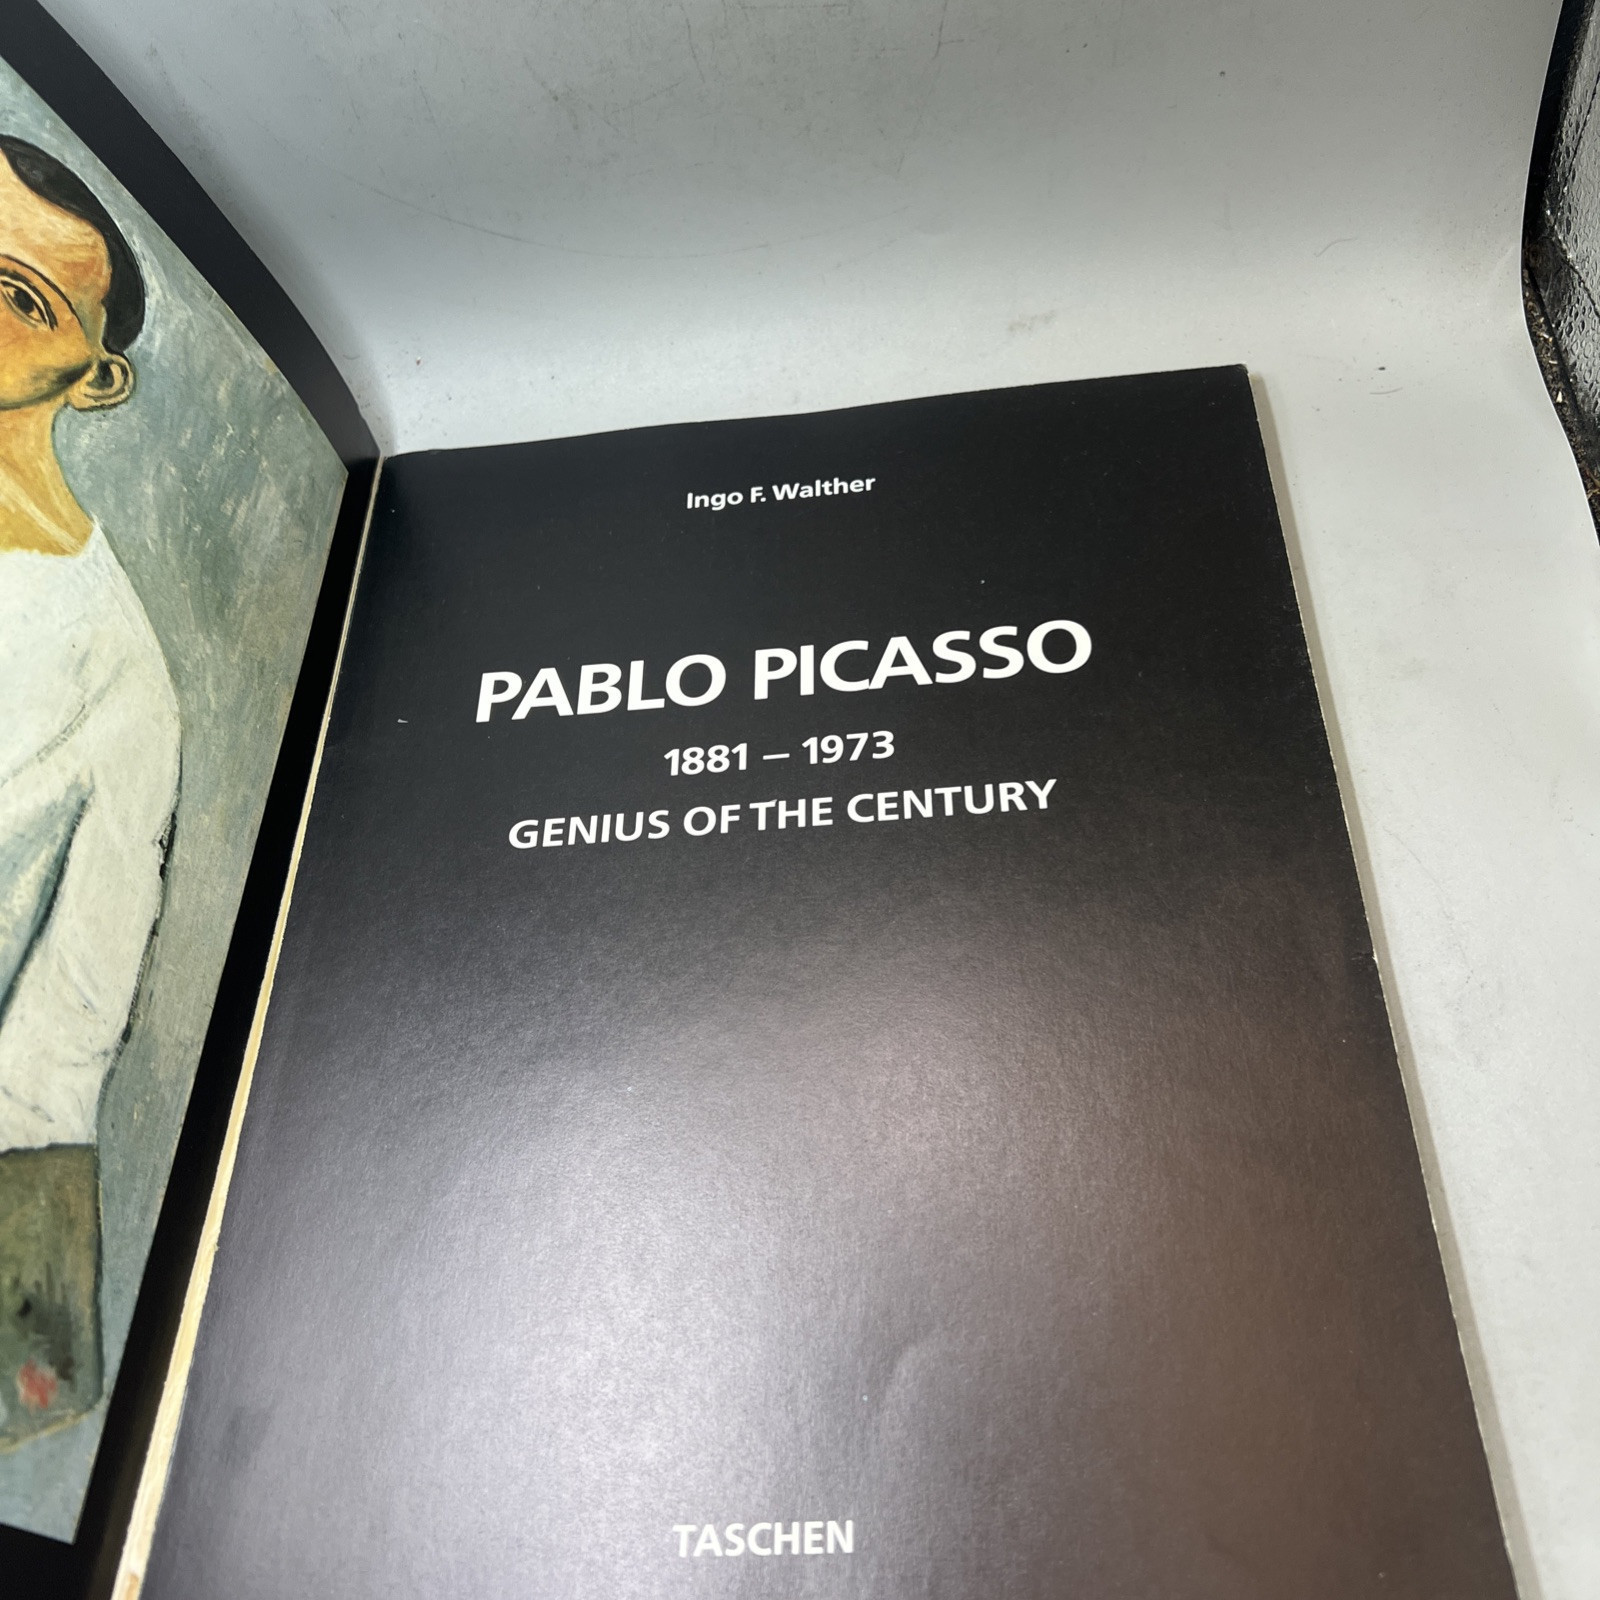 Ingo F. Walther
PABLO PICASSO
1881 – 1973
GENIUS OF THE CENTURY
TASCHEN